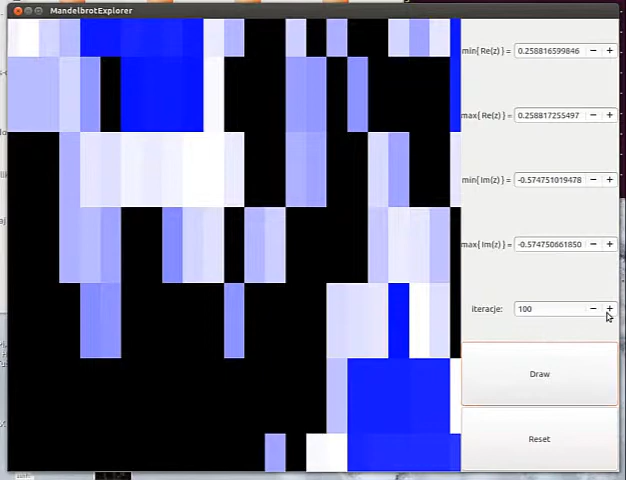 MandelbrotExplorer
min{ Re(z) } = 0.258816599846 − +
max{ Re(z) } = 0.258817255497 − +
min{ Im(z) } = -0.574751019478 − +
max{ Im(z) } = -0.574750661850 − +
iteracje: 100 − +
Draw
Reset